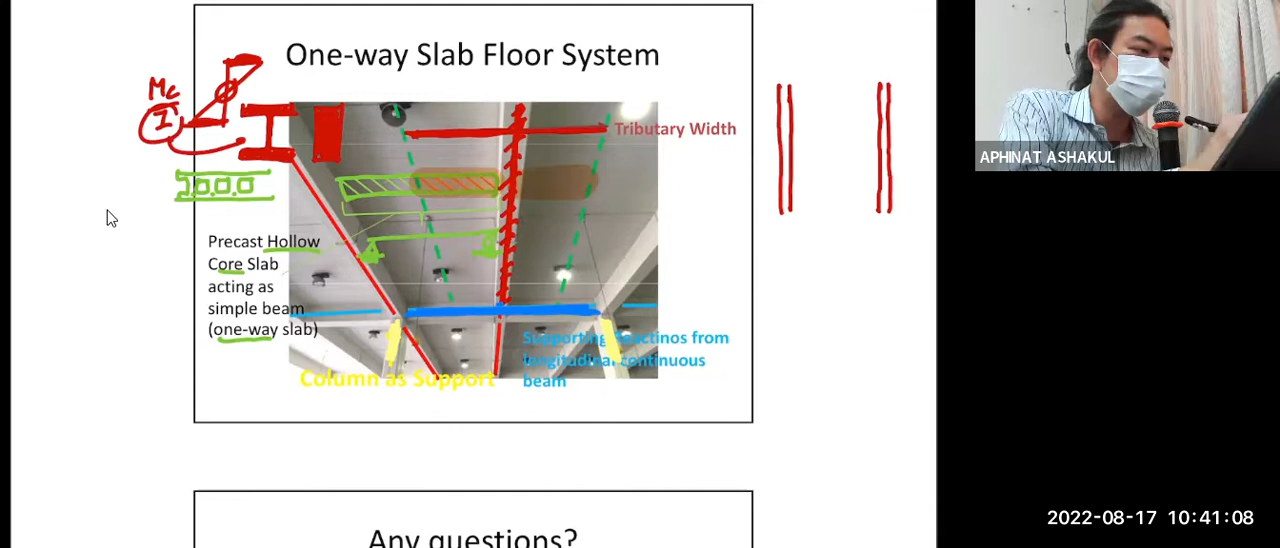 One-way Slab Floor System
Mc
I
Tributary Width
Precast Hollow
Core Slab
acting as
simple beam
(one-way slab)
Supporting Reactinos from
longitudinal continuous
beam
Column as Support
Any questions?
APHINAT ASHAKUL
2022-08-17 10:41:08